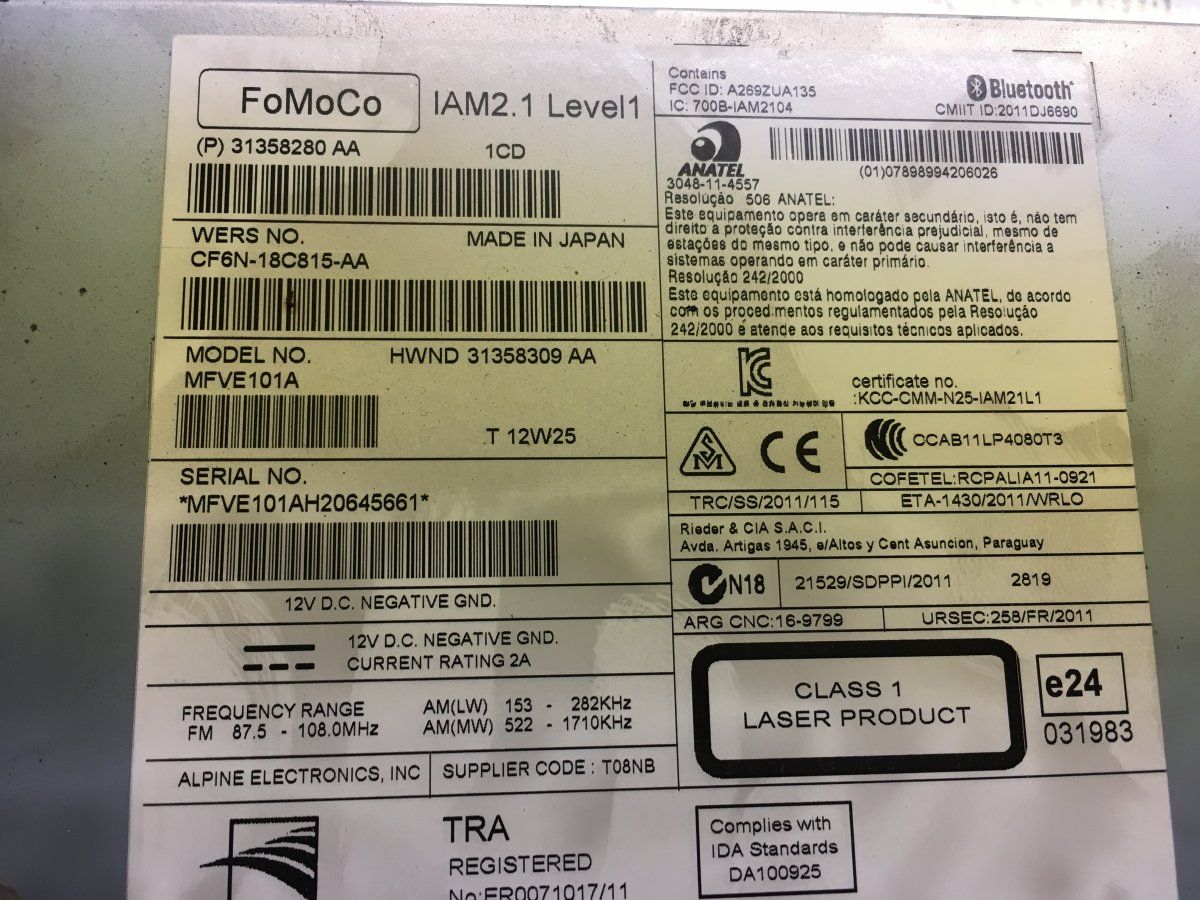 FoMoCo IAM2.1 Level1
(P) 31358280 AA 1CD
WERS NO. MADE IN JAPAN
CF6N-18C815-AA
MODEL NO. HWND 31358309 AA
MFVE101A
T 12W25
SERIAL NO.
*MFVE101AH20645661*
12V D.C. NEGATIVE GND.
12V D.C. NEGATIVE GND.
CURRENT RATING 2A
FREQUENCY RANGE AM(LW) 153 - 282KHz
FM 87.5 - 108.0MHz AM(MW) 522 - 1710KHz
ALPINE ELECTRONICS, INC SUPPLIER CODE : T08NB
TRA
REGISTERED
No:ER0071017/11
Contains
FCC ID: A269ZUA135
IC: 700B-IAM2104
Bluetooth
CMIIT ID:2011DJ6690
ANATEL
3048-11-4557
(01)07898994206026
Resolução 506 ANATEL:
Este equipamento opera em caráter secundário, isto é, não tem
direito a proteção contra interferência prejudicial, mesmo de
estações do mesmo tipo, e não pode causar interferência a
sistemas operando em caráter primário.
Resolução 242/2000
Este equipamento está homologado pela ANATEL, de acordo
com os procedimentos regulamentados pela Resolução
242/2000 e atende aos requisitos técnicos aplicados.
certificate no.
:KCC-CMM-N25-IAM21L1
CE
CCAB11LP4080T3
COFETEL:RCPALIA11-0921
TRC/SS/2011/115 ETA-1430/2011/WRLO
Rieder & CIA S.A.C.I.
Avda. Artigas 1945, e/Altos y Cent Asuncion, Paraguay
N18 21529/SDPPI/2011 2819
ARG CNC:16-9799 URSEC:258/FR/2011
CLASS 1
LASER PRODUCT
e24
031983
Complies with
IDA Standards
DA100925